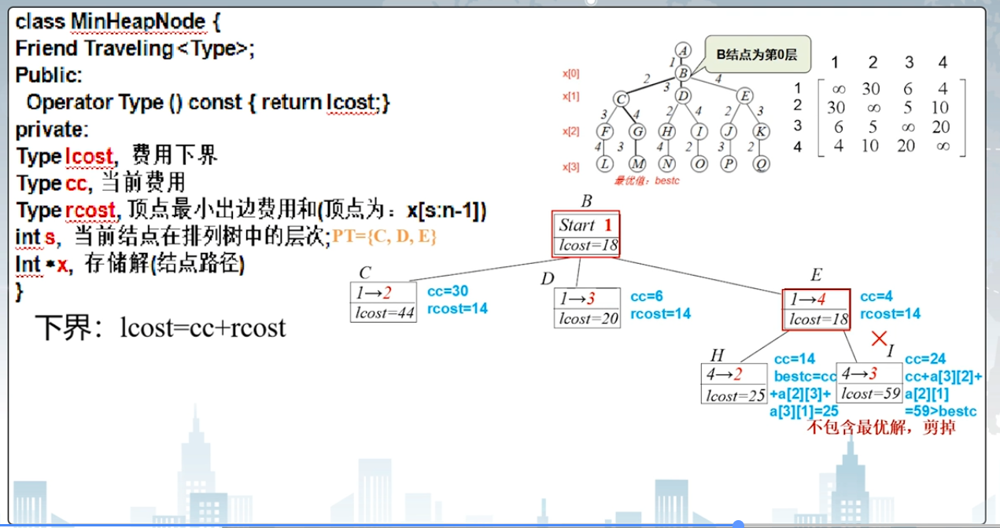 class MinHeapNode {
Friend Traveling<Type>;
Public:
Operator Type () const { return lcost;}
private:
Type lcost, 费用下界
Type cc, 当前费用
Type rcost, 顶点最小出边费用和(顶点为：x[s:n-1])
int s, 当前结点在排列树中的层次;PT={C, D, E}
Int *x, 存储解(结点路径)
}
下界：lcost=cc+rcost
A
1
B结点为第0层
x[0]
B
2 3 4
x[1]
C D E
3 4 2 4 2 3
x[2]
F G H I J K
4 3 4 2 3 2
x[3]
L M N O P Q
最优值：bestc
1 2 3 4
1 ∞ 30 6 4
2 30 ∞ 5 10
3 6 5 ∞ 20
4 4 10 20 ∞
B
Start 1
lcost=18
C
1→2
lcost=44
cc=30
rcost=14
D
1→3
lcost=20
cc=6
rcost=14
E
1→4
lcost=18
cc=4
rcost=14
H
4→2
lcost=25
cc=14
bestc=cc
+a[2][3]+
a[3][1]=25
I
4→3
lcost=59
cc=24
cc+a[3][2]+
a[2][1]
=59>bestc
不包含最优解，剪掉